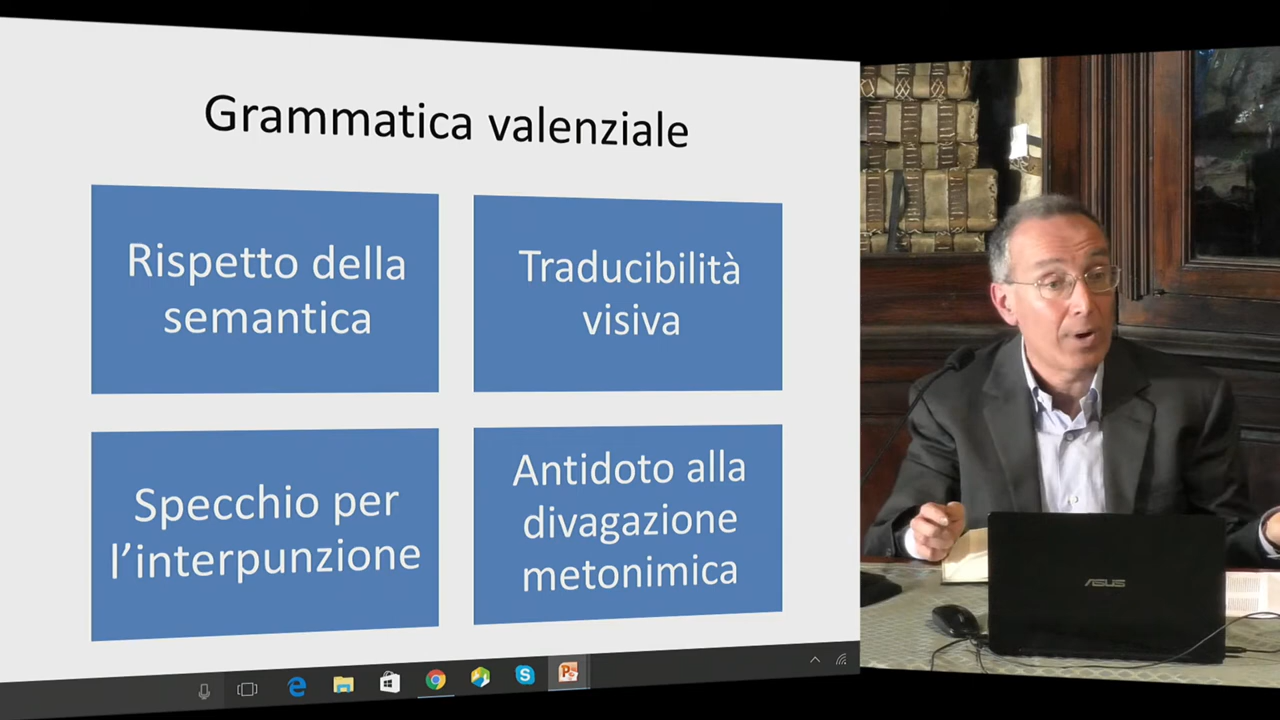 Grammatica valenziale
Rispetto della
semantica
Traducibilità
visiva
Specchio per
l’interpunzione
Antidoto alla
divagazione
metonimica
ASUS